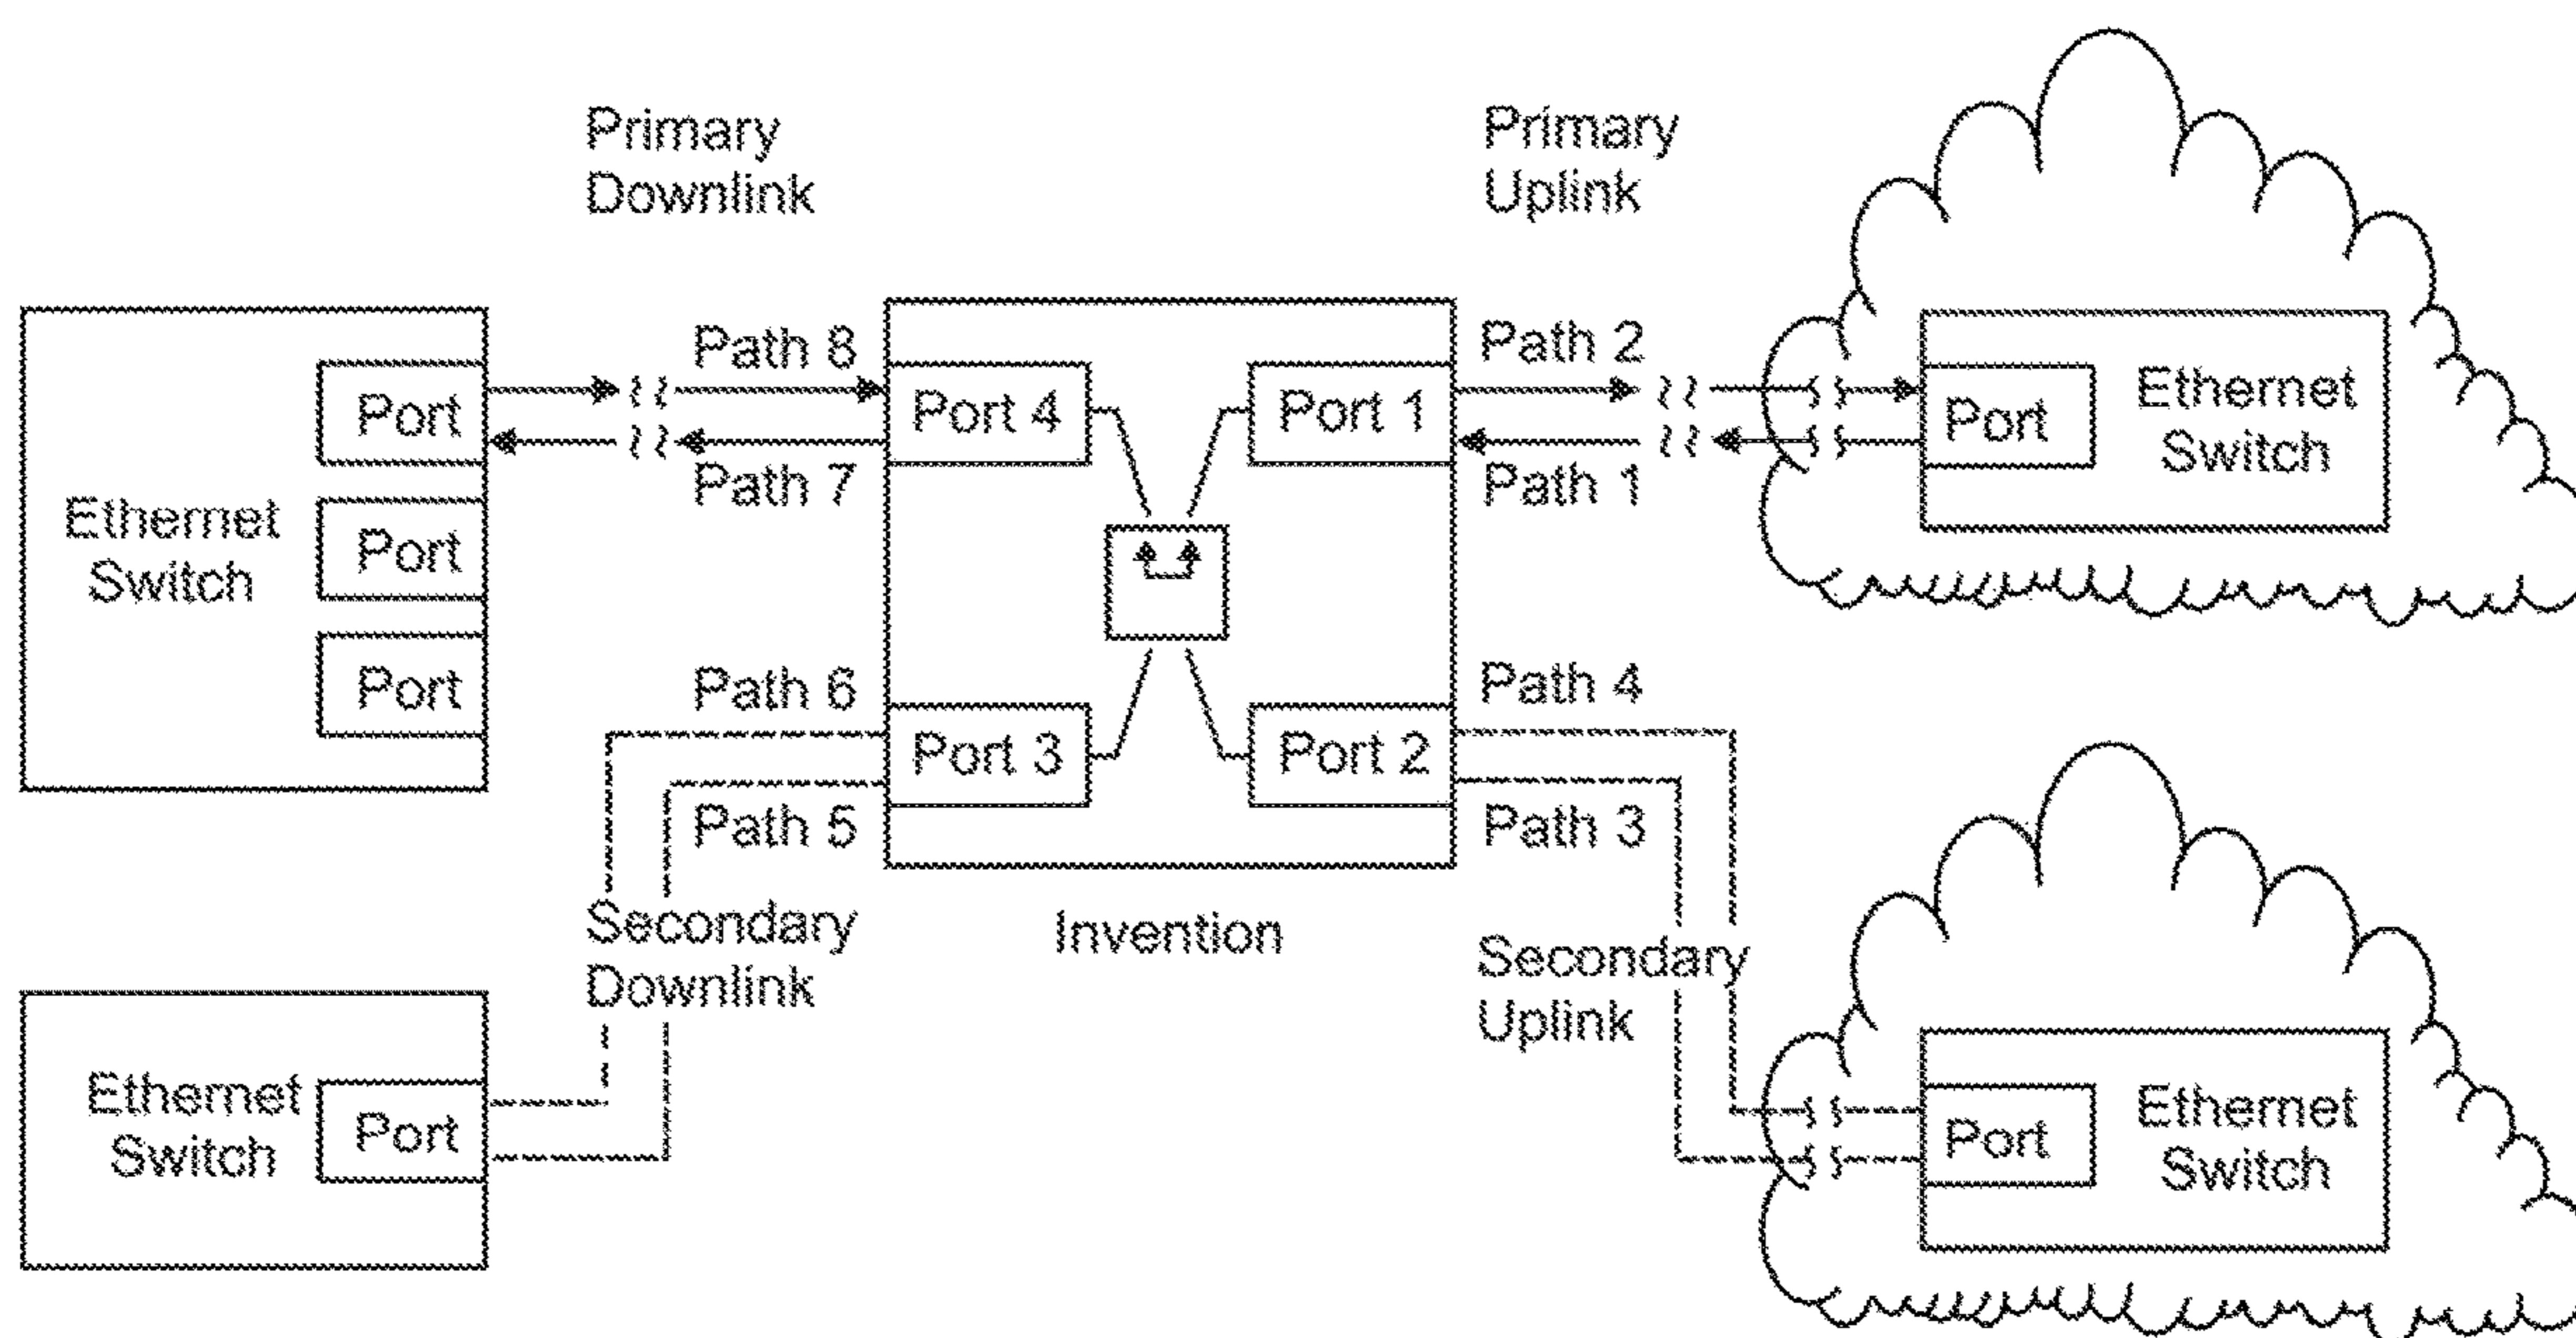 Primary
Downlink
Primary
Uplink
Path 8
Path 2
Port
Port 4
Port 1
Port
Ethernet
Switch
Path 7
Path 1
Ethernet
Switch
Port
Port
Path 6
Path 4
Port 3
Port 2
Path 5
Path 3
Secondary
Downlink
Invention
Secondary
Uplink
Ethernet
Switch
Port
Port
Ethernet
Switch